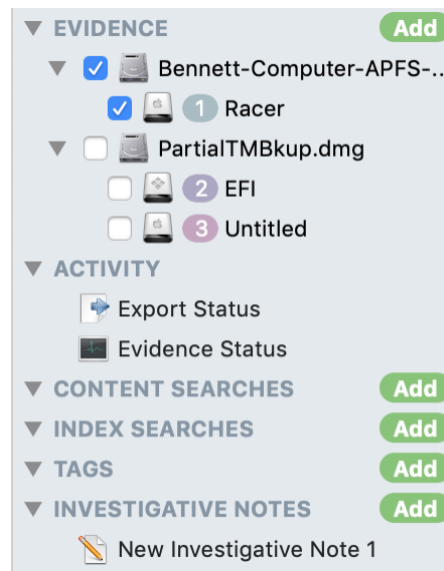 EVIDENCE Add
Bennett-Computer-APFS-..
1 Racer
PartialTMBkup.dmg
2 EFI
3 Untitled
ACTIVITY
Export Status
Evidence Status
CONTENT SEARCHES Add
INDEX SEARCHES Add
TAGS Add
INVESTIGATIVE NOTES Add
New Investigative Note 1